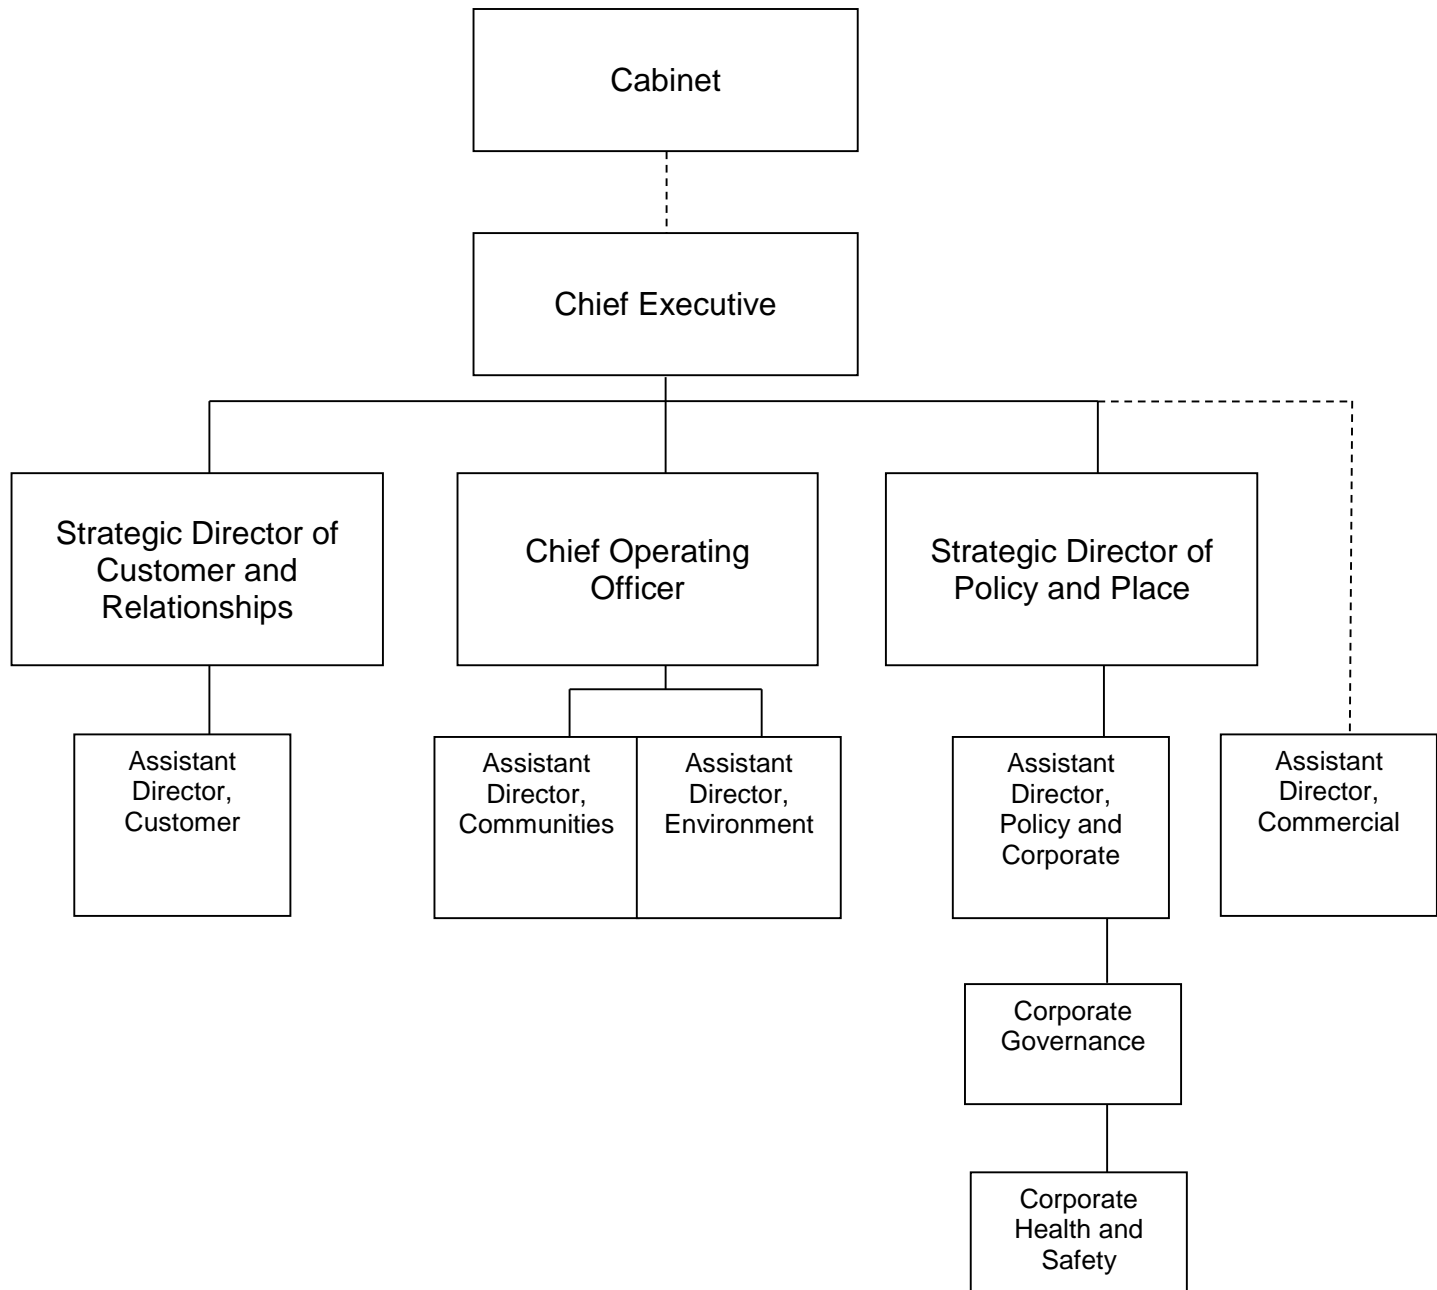 Cabinet
Chief Executive
Strategic Director of
Customer and
Relationships
Chief Operating
Officer
Strategic Director of
Policy and Place
Assistant
Director,
Customer
Assistant
Director,
Communities
Assistant
Director,
Environment
Assistant
Director,
Policy and
Corporate
Assistant
Director,
Commercial
Corporate
Governance
Corporate
Health and
Safety